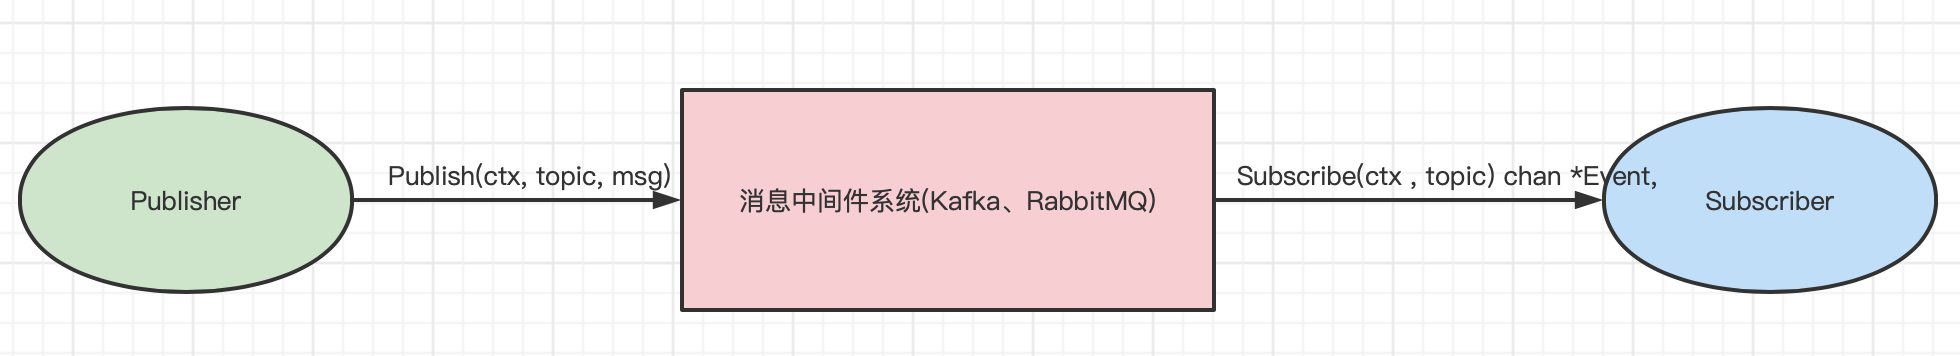 Publisher
Publish(ctx, topic, msg)
消息中间件系统(Kafka、RabbitMQ)
Subscribe(ctx , topic) chan *Event,
Subscriber